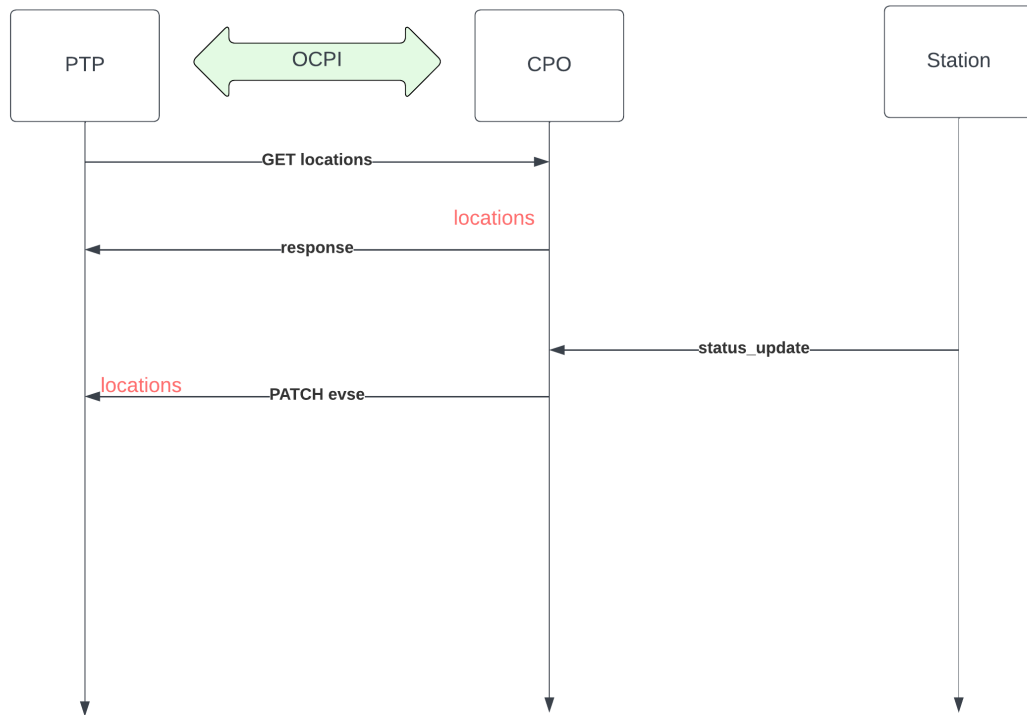 PTP
OCPI
CPO
Station
GET locations
locations
response
status_update
locations
PATCH evse